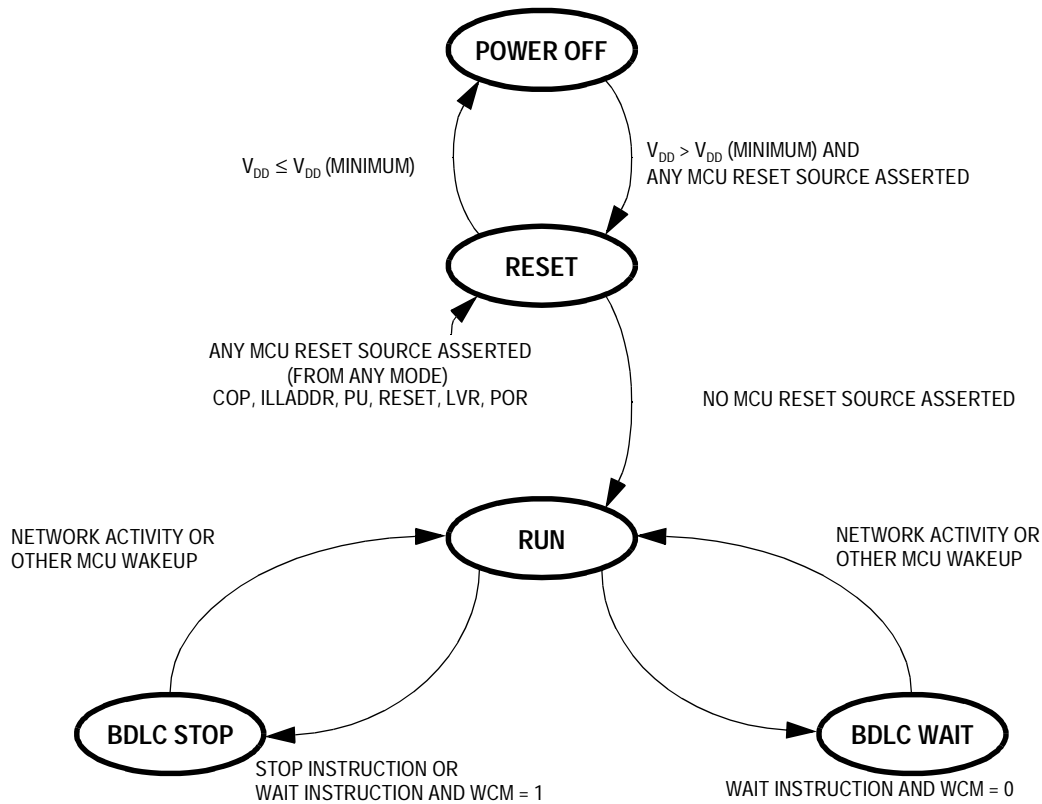 POWER OFF
V_DD ≤ V_DD (MINIMUM)
V_DD > V_DD (MINIMUM) AND
ANY MCU RESET SOURCE ASSERTED
RESET
ANY MCU RESET SOURCE ASSERTED
(FROM ANY MODE)
COP, ILLADDR, PU, RESET, LVR, POR
NO MCU RESET SOURCE ASSERTED
NETWORK ACTIVITY OR
OTHER MCU WAKEUP
RUN
NETWORK ACTIVITY OR
OTHER MCU WAKEUP
BDLC STOP
BDLC WAIT
STOP INSTRUCTION OR
WAIT INSTRUCTION AND WCM = 1
WAIT INSTRUCTION AND WCM = 0